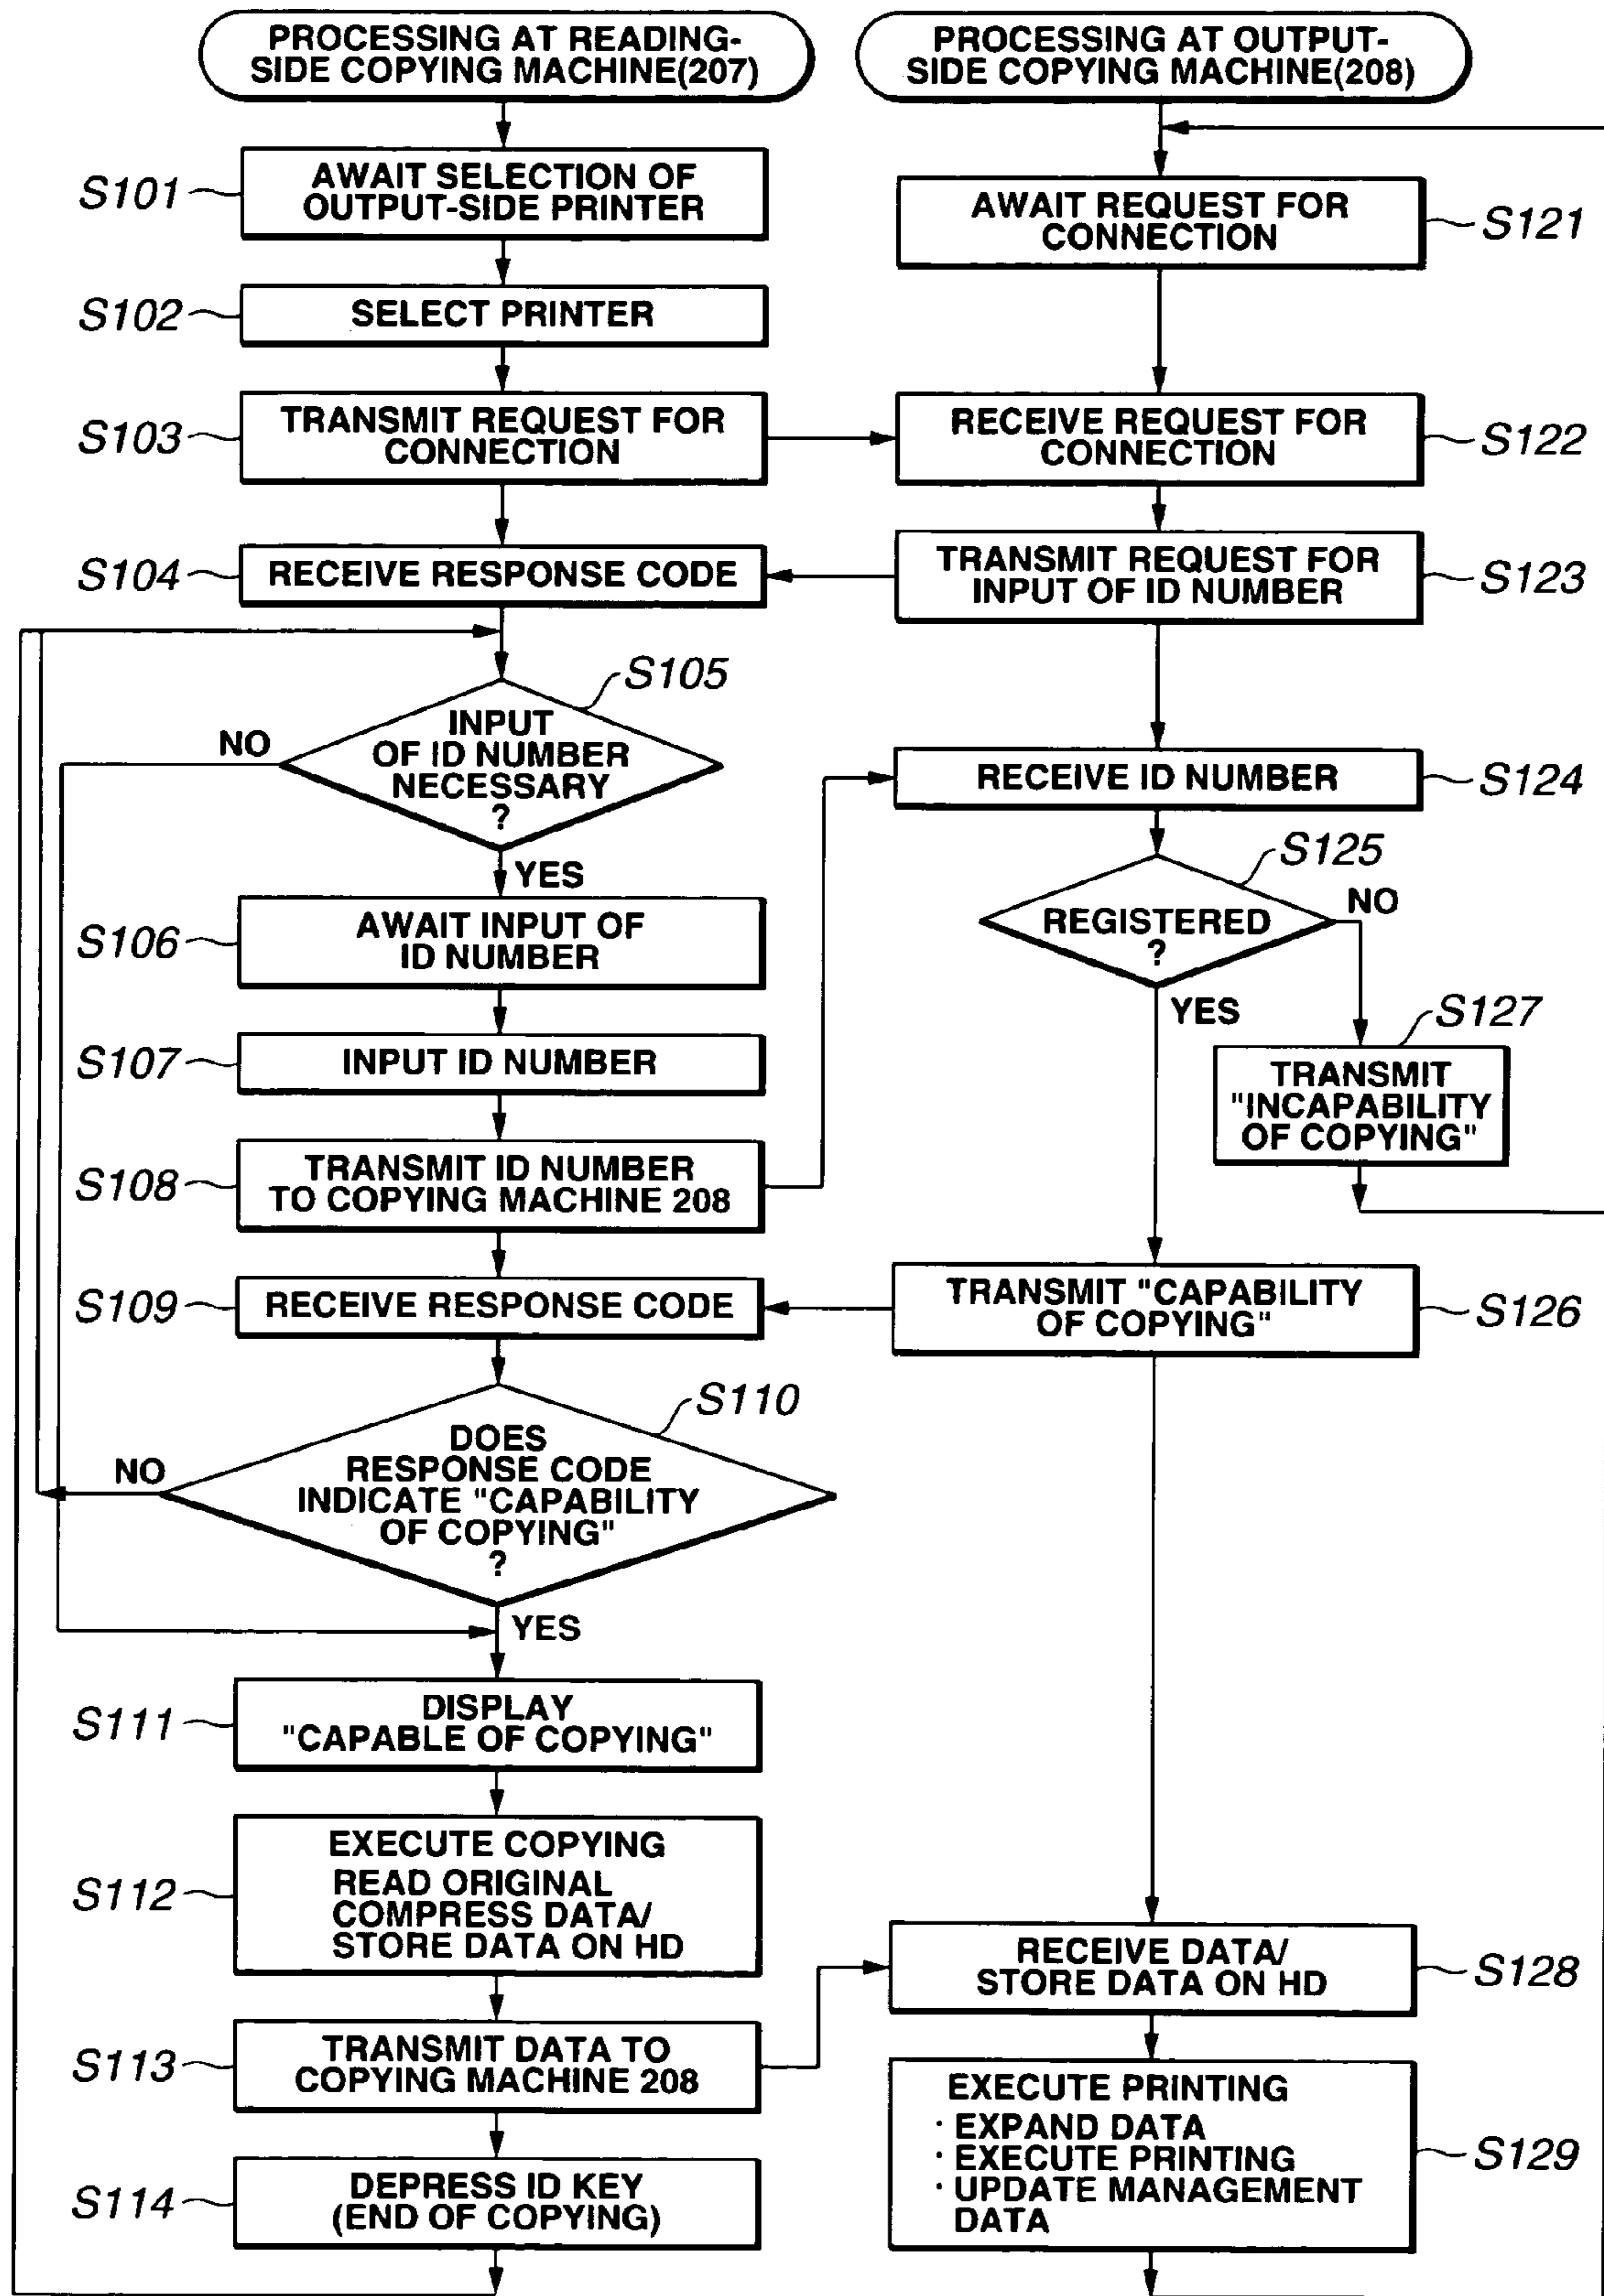 PROCESSING AT READING-
SIDE COPYING MACHINE(207)
S101
AWAIT SELECTION OF
OUTPUT-SIDE PRINTER
S102
SELECT PRINTER
S103
TRANSMIT REQUEST FOR
CONNECTION
S104
RECEIVE RESPONSE CODE
S105
INPUT
OF ID NUMBER
NECESSARY
?
NO
YES
S106
AWAIT INPUT OF
ID NUMBER
S107
INPUT ID NUMBER
S108
TRANSMIT ID NUMBER
TO COPYING MACHINE 208
S109
RECEIVE RESPONSE CODE
S110
DOES
RESPONSE CODE
INDICATE "CAPABILITY
OF COPYING"
?
NO
YES
S111
DISPLAY
"CAPABLE OF COPYING"
S112
EXECUTE COPYING
READ ORIGINAL
COMPRESS DATA/
STORE DATA ON HD
S113
TRANSMIT DATA TO
COPYING MACHINE 208
S114
DEPRESS ID KEY
(END OF COPYING)
PROCESSING AT OUTPUT-
SIDE COPYING MACHINE(208)
AWAIT REQUEST FOR
CONNECTION
S121
RECEIVE REQUEST FOR
CONNECTION
S122
TRANSMIT REQUEST FOR
INPUT OF ID NUMBER
S123
RECEIVE ID NUMBER
S124
S125
REGISTERED
?
NO
YES
S127
TRANSMIT
"INCAPABILITY
OF COPYING"
TRANSMIT "CAPABILITY
OF COPYING"
S126
RECEIVE DATA/
STORE DATA ON HD
S128
EXECUTE PRINTING
· EXPAND DATA
· EXECUTE PRINTING
· UPDATE MANAGEMENT
DATA
S129